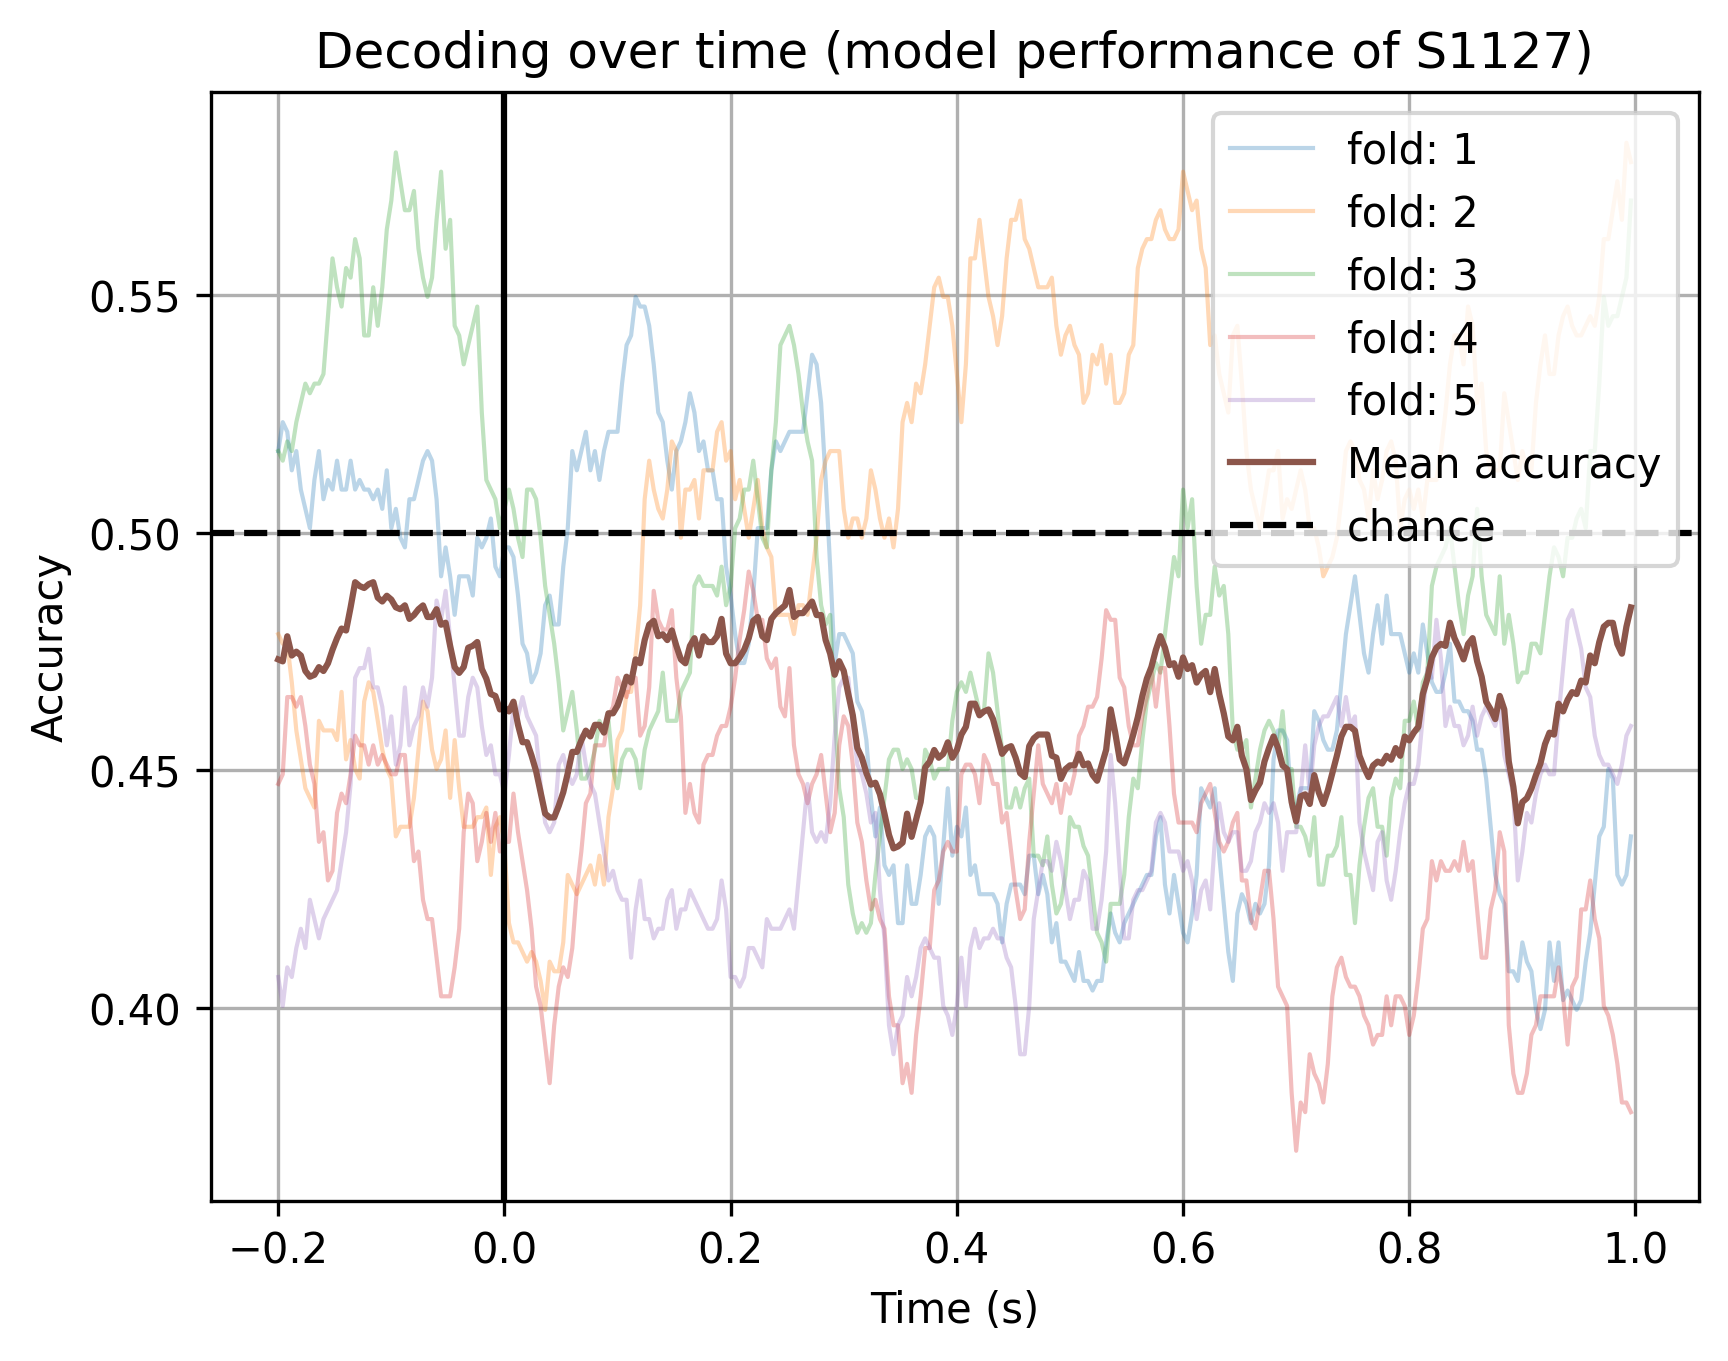 Decoding over time (model performance of S1127)
fold: 1
fold: 2
fold: 3
fold: 4
fold: 5
Mean accuracy
chance
0.55
0.50
0.45
0.40
Accuracy
−0.2 0.0 0.2 0.4 0.6 0.8 1.0
Time (s)